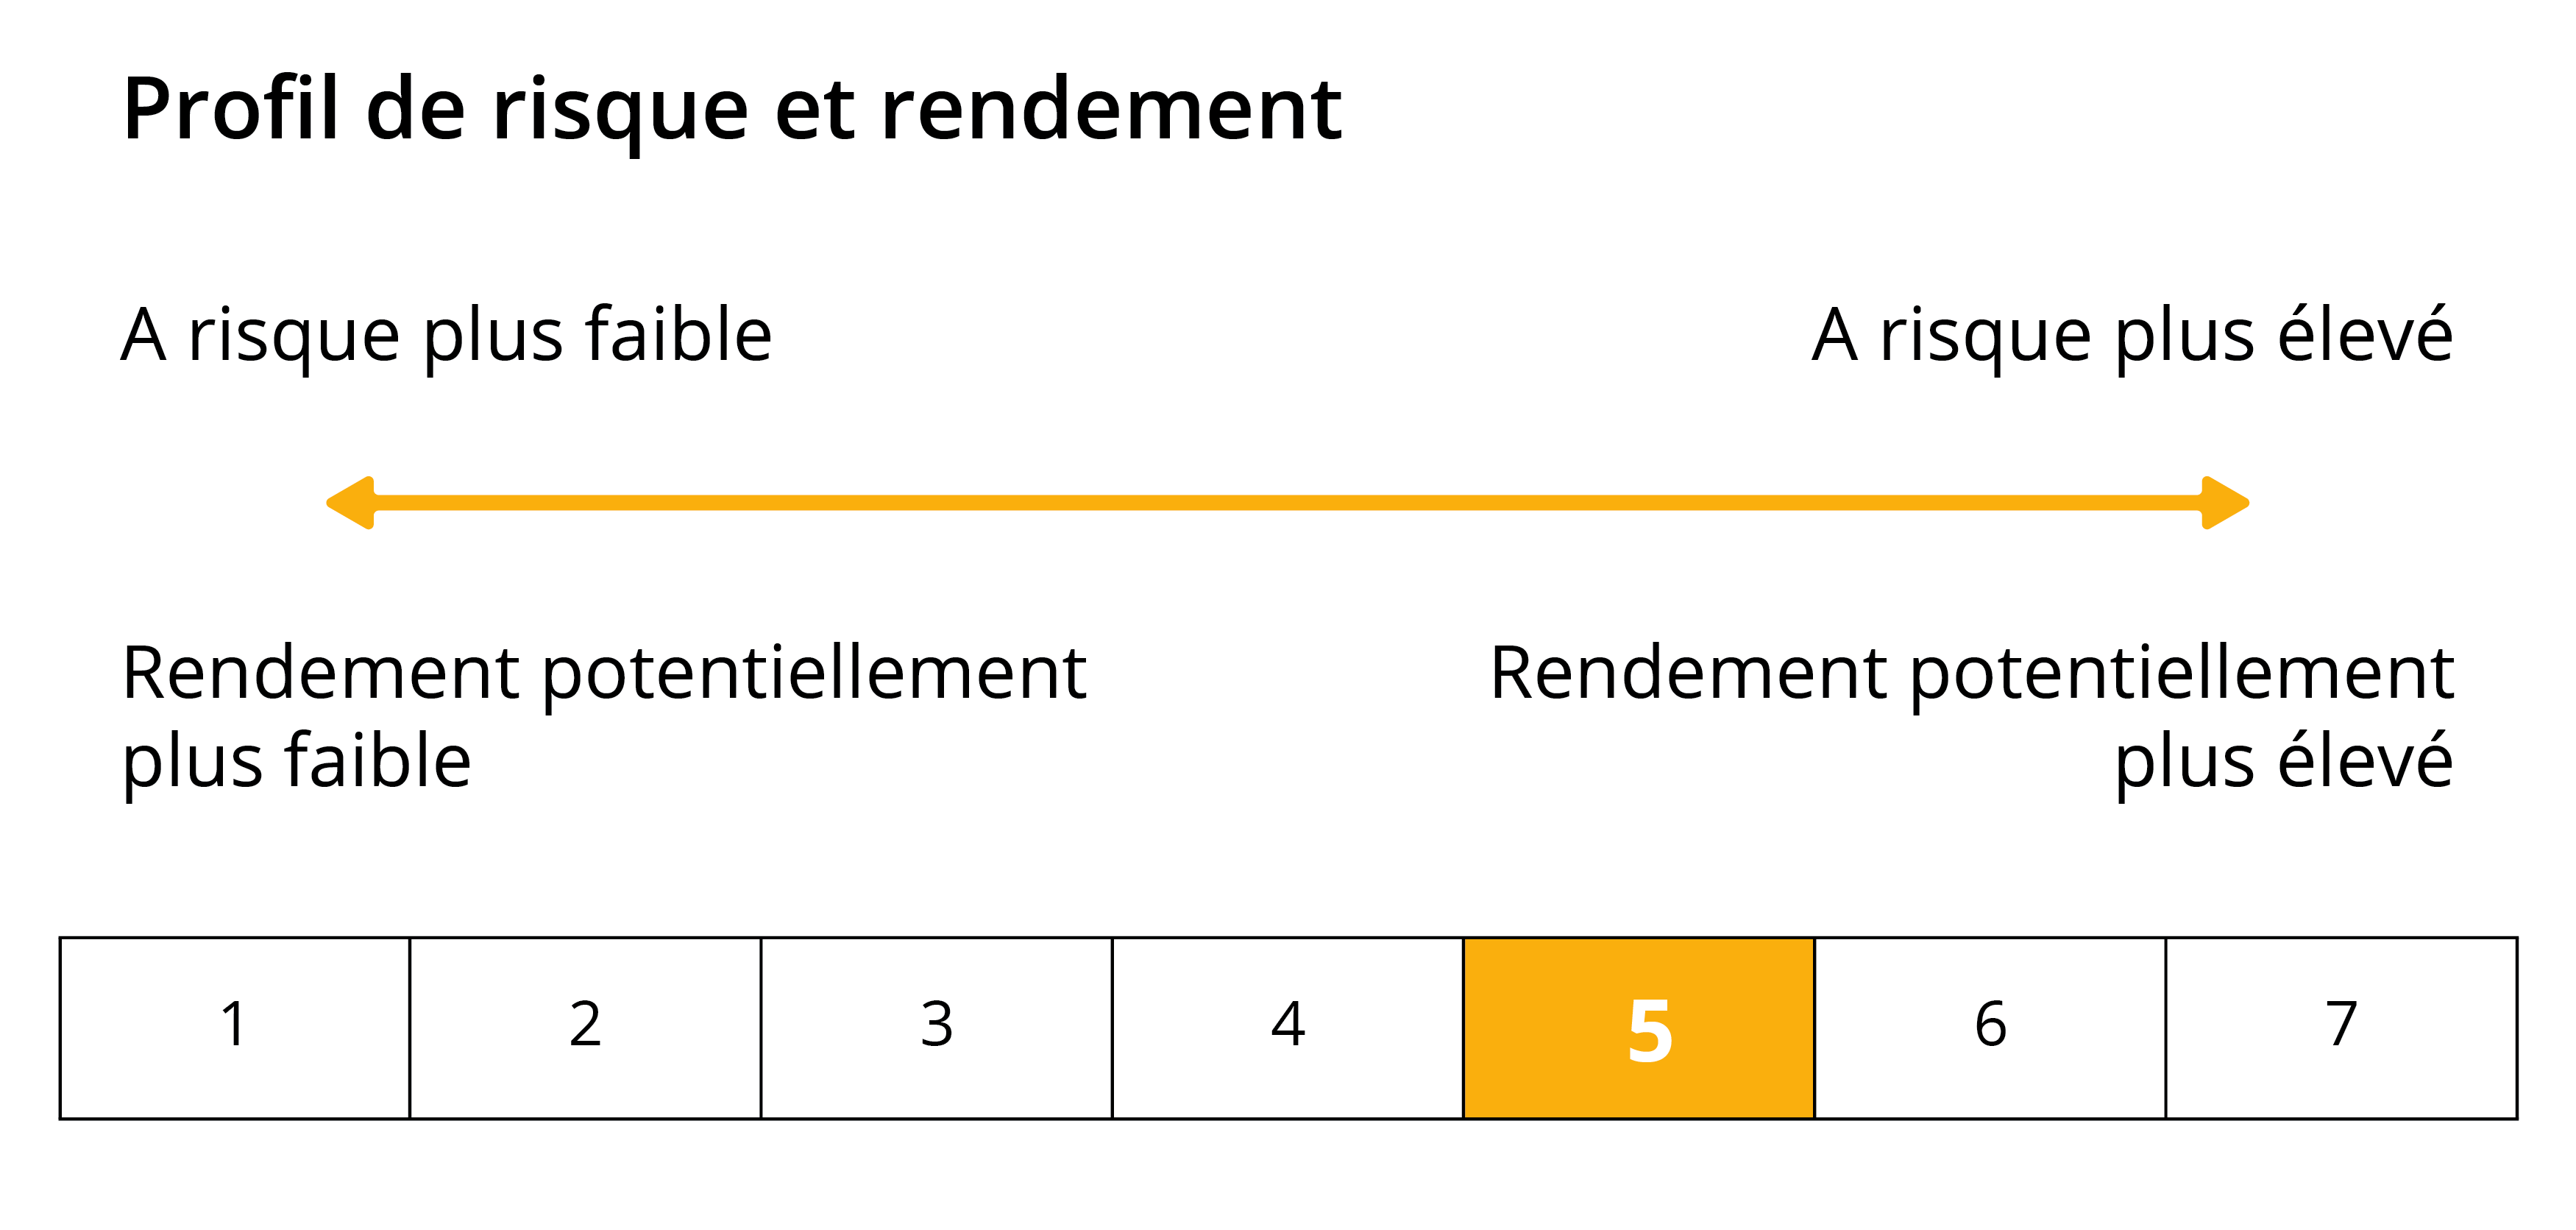 Profil de risque et rendement
A risque plus faible
A risque plus élevé
Rendement potentiellement
plus faible
Rendement potentiellement
plus élevé
1 2 3 4 5 6 7